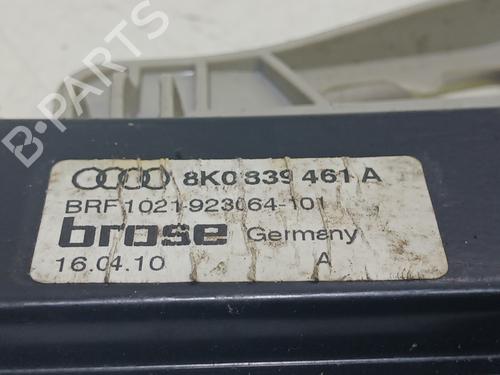 B-PARTS
8K0 839 461 A
BRF 1021-923064-101
brose Germany
16.04.10 A